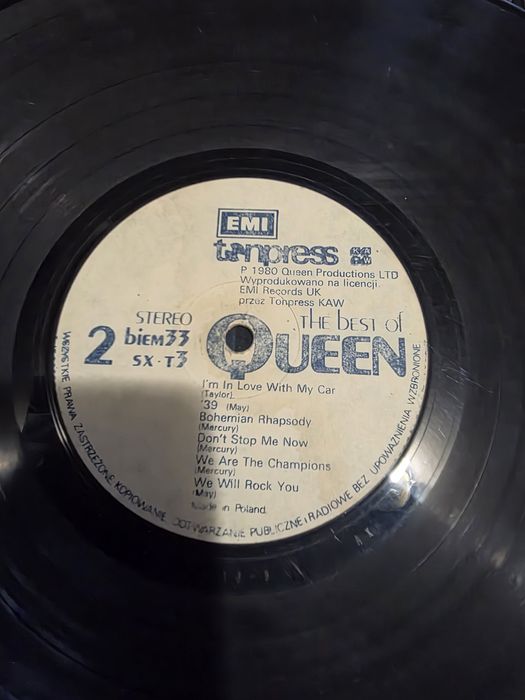 EMI
tonpress KAW
P 1980 Queen Productions LTD
Wyprodukowano na licencji
EMI Records UK
przez Tonpress KAW
STEREO
2 biem33
SX·T3
THE BEST Of
QUEEN
I'm In Love With My Car
(Taylor)
'39 (May)
Bohemian Rhapsody
(Mercury)
Don't Stop Me Now
(Mercury)
We Are The Champions
(Mercury)
We Will Rock You
(May)
Made in Poland
WSZYSTKIE PRAWA ZASTRZEŻONE KOPIOWANIE ODTWARZANIE PUBLICZNE I RADIOWE BEZ UPOWAŻNIENIA WZBRONIONE